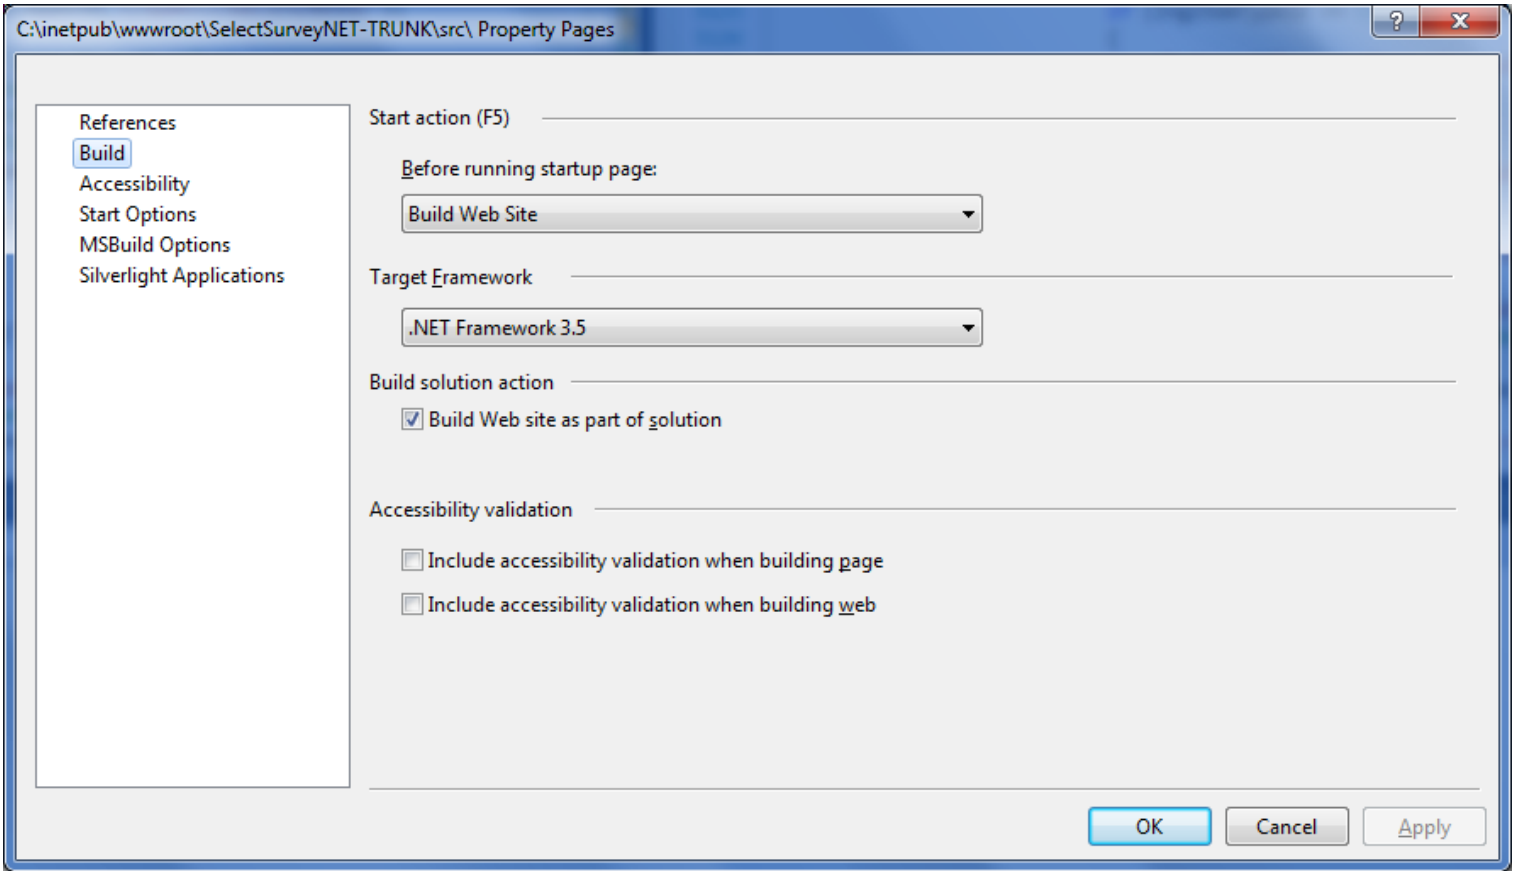 C:\inetpub\wwwroot\SelectSurveyNET-TRUNK\src\ Property Pages
?
References
Build
Accessibility
Start Options
MSBuild Options
Silverlight Applications
Start action (F5)
Before running startup page:
Build Web Site
Target Framework
.NET Framework 3.5
Build solution action
Build Web site as part of solution
Accessibility validation
Include accessibility validation when building page
Include accessibility validation when building web
OK
Cancel
Apply